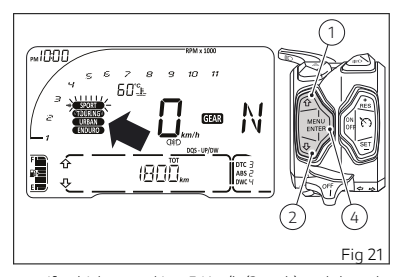 1
PM 10:00
RPM x 1000
1 2 3 4 5 6 7 8 9 10 11
60 °C
SPORT
TOURING
URBAN
ENDURO
0 km/h
GEAR N
DQS - UP/DW
TOT
1800 km
F
E
DTC 3
ABS 2
DWC 4
MENU
ENTER
ON
OFF
RES
SET
OFF
2
4
Fig 21